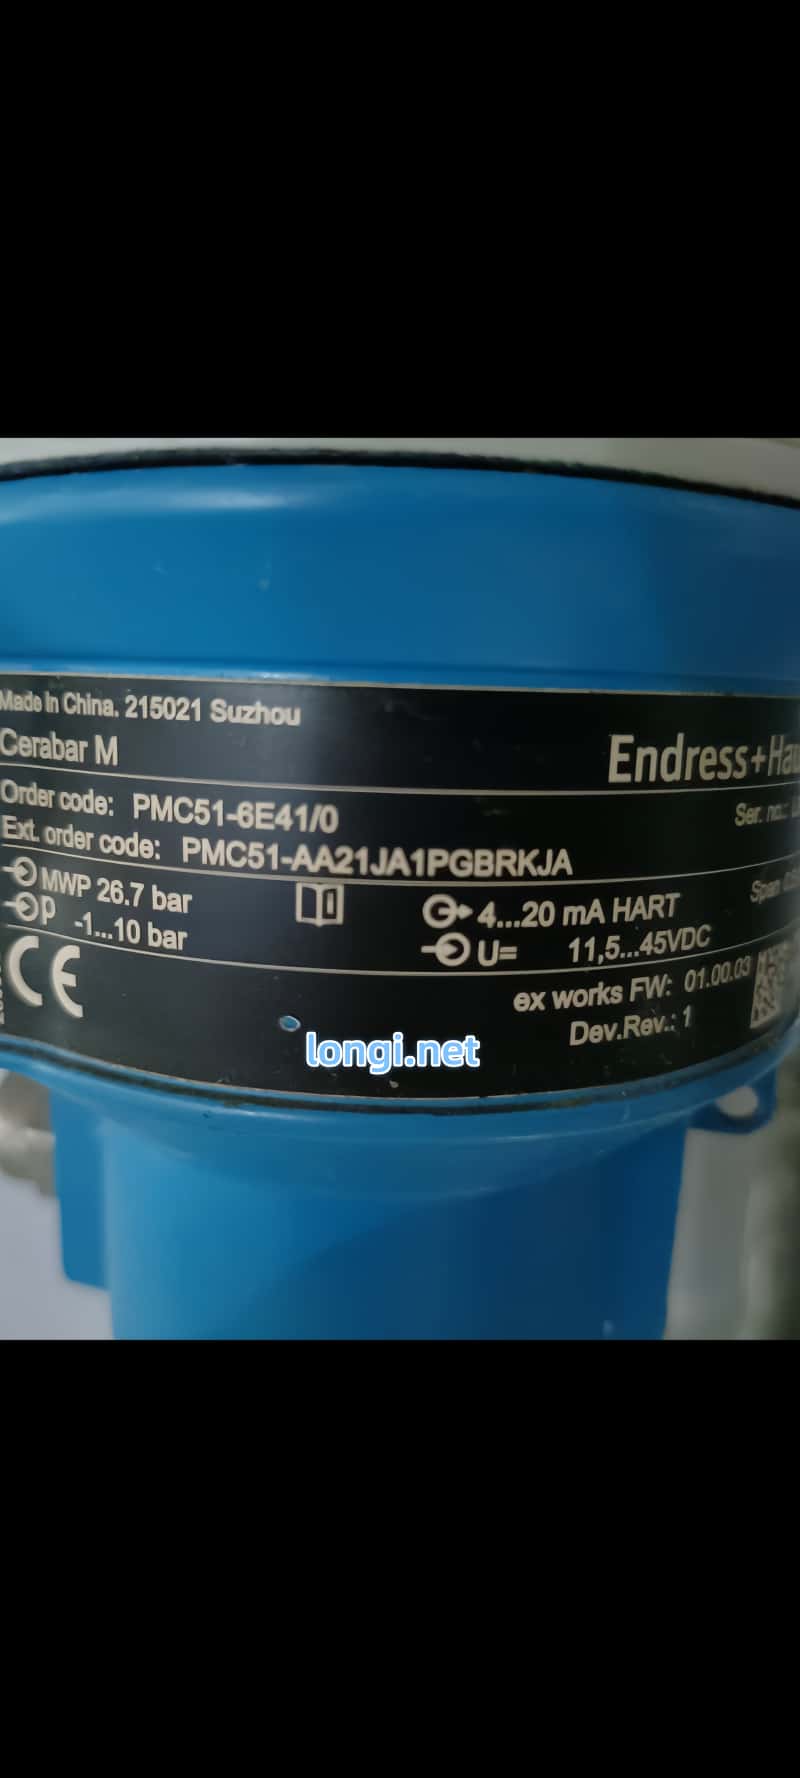 Made in China. 215021 Suzhou
Cerabar M
Endress+Hau
Order code: PMC51-6E41/0
Ser. no.:
Ext. order code: PMC51-AA21JA1PGBRKJA
MWP 26.7 bar
4...20 mA HART
Span
p -1...10 bar
U= 11,5...45VDC
CE
ex works FW: 01.00.03
Dev.Rev.: 1
longi.net